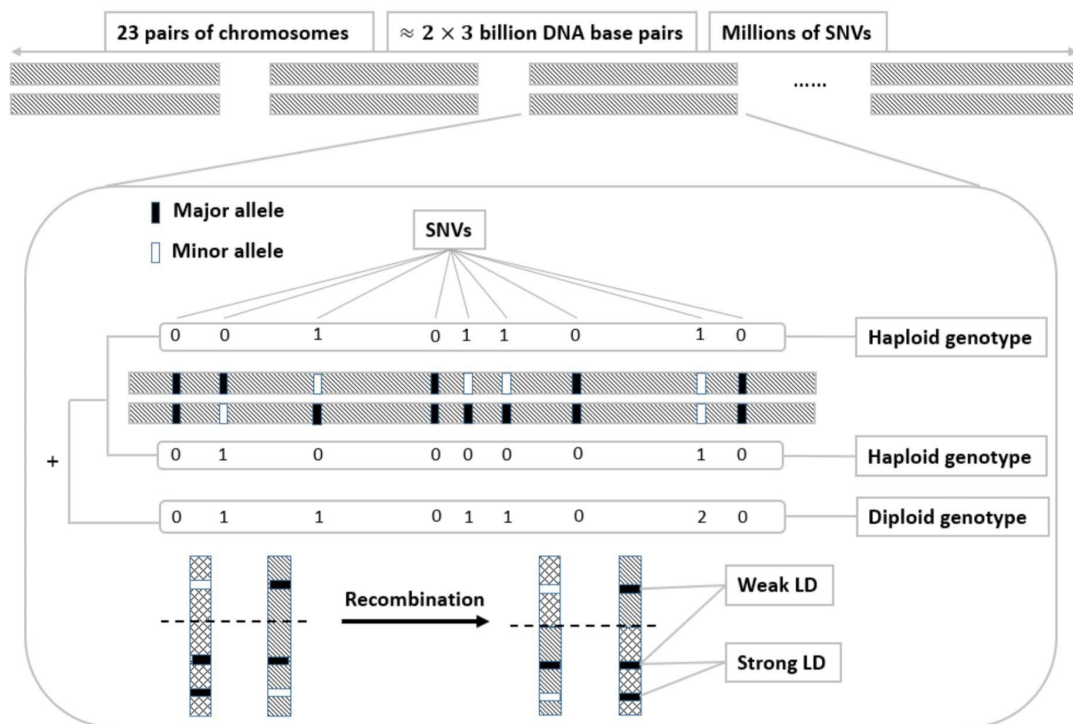 23 pairs of chromosomes ≈ 2 × 3 billion DNA base pairs Millions of SNVs
......
Major allele
Minor allele
SNVs
0 0 1 0 1 1 0 1 0 Haploid genotype
+
0 1 0 0 0 0 0 1 0 Haploid genotype
0 1 1 0 1 1 0 2 0 Diploid genotype
Recombination
Weak LD
Strong LD